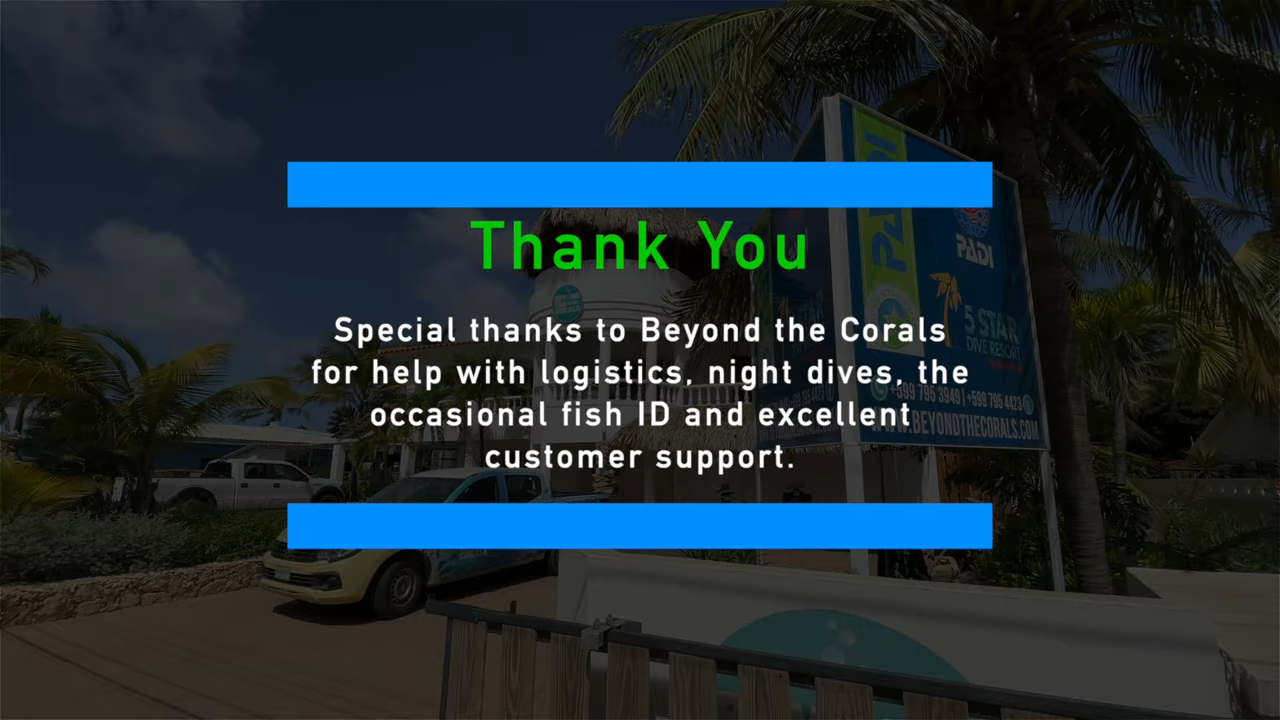 Thank You
Special thanks to Beyond the Corals
for help with logistics, night dives, the
occasional fish ID and excellent
customer support.
PADI
PADI
5 STAR
DIVE RESORT
+599 795 3949 | +599 795 4423
WWW.BEYONDTHECORALS.COM